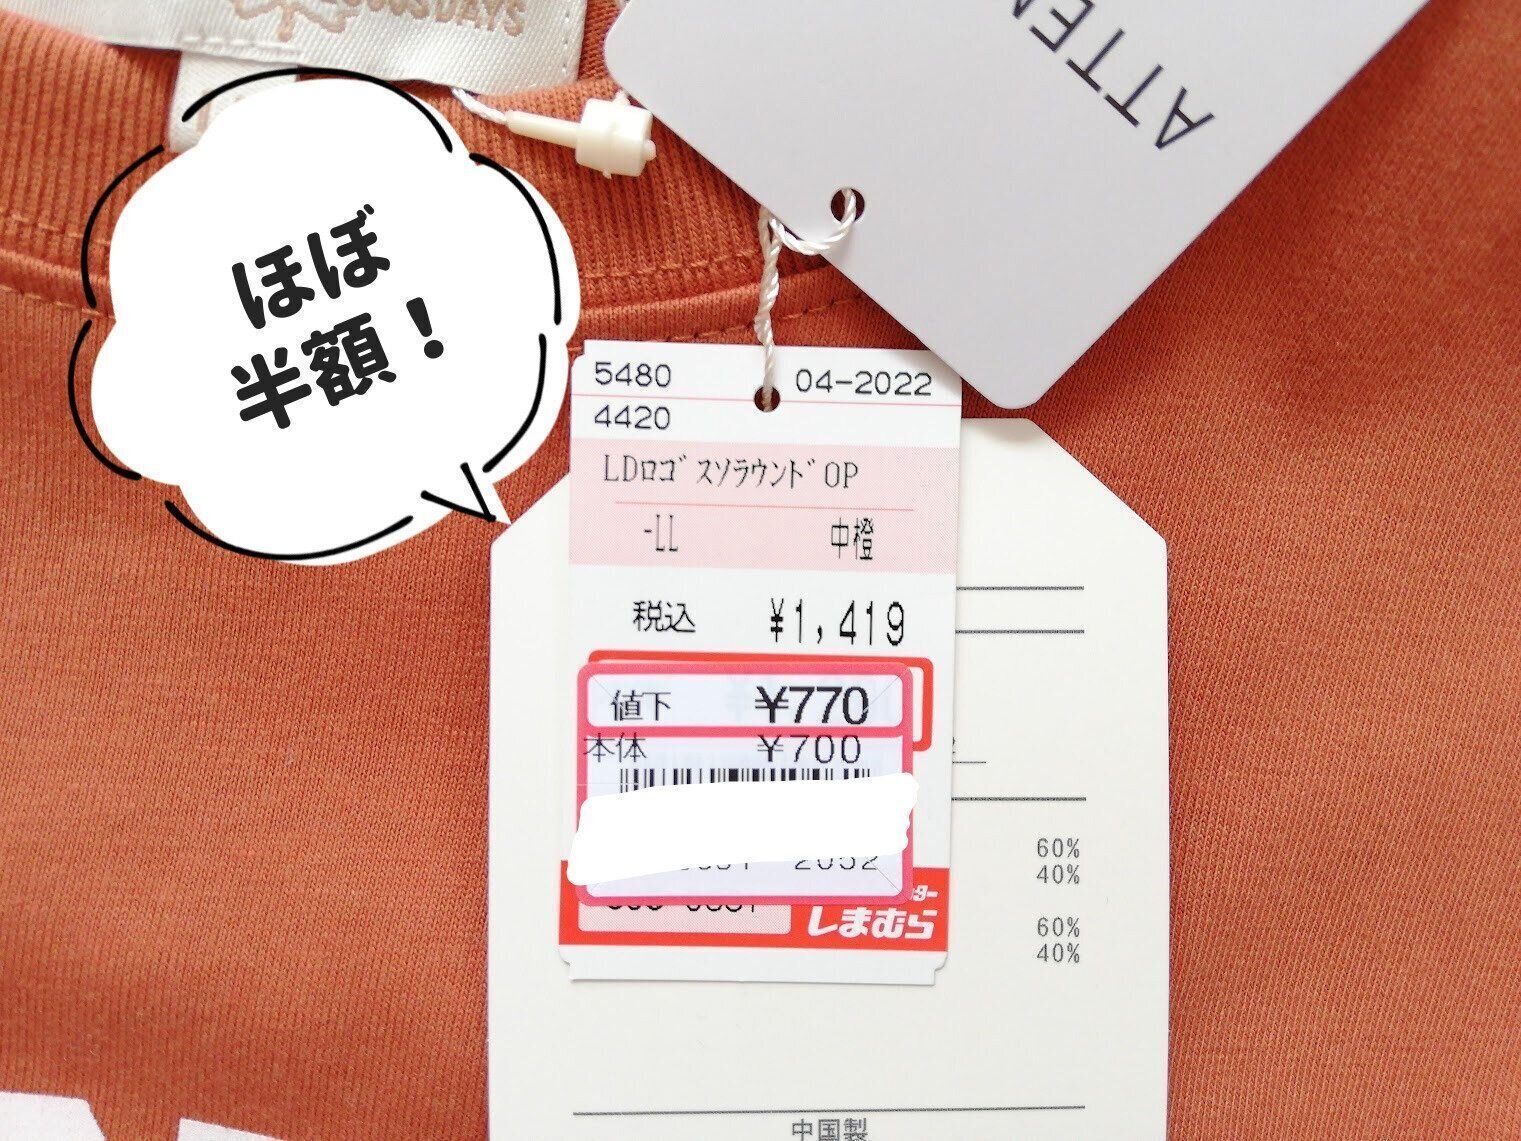 ほぼ
半額！
ATTEN
5480
04-2022
4420
LDロゴスソラウンドOP
-LL 中橙
税込 ¥1,419
値下 ¥770
本体 ¥700
2052
しまむら
60%
40%
60%
40%
中国製